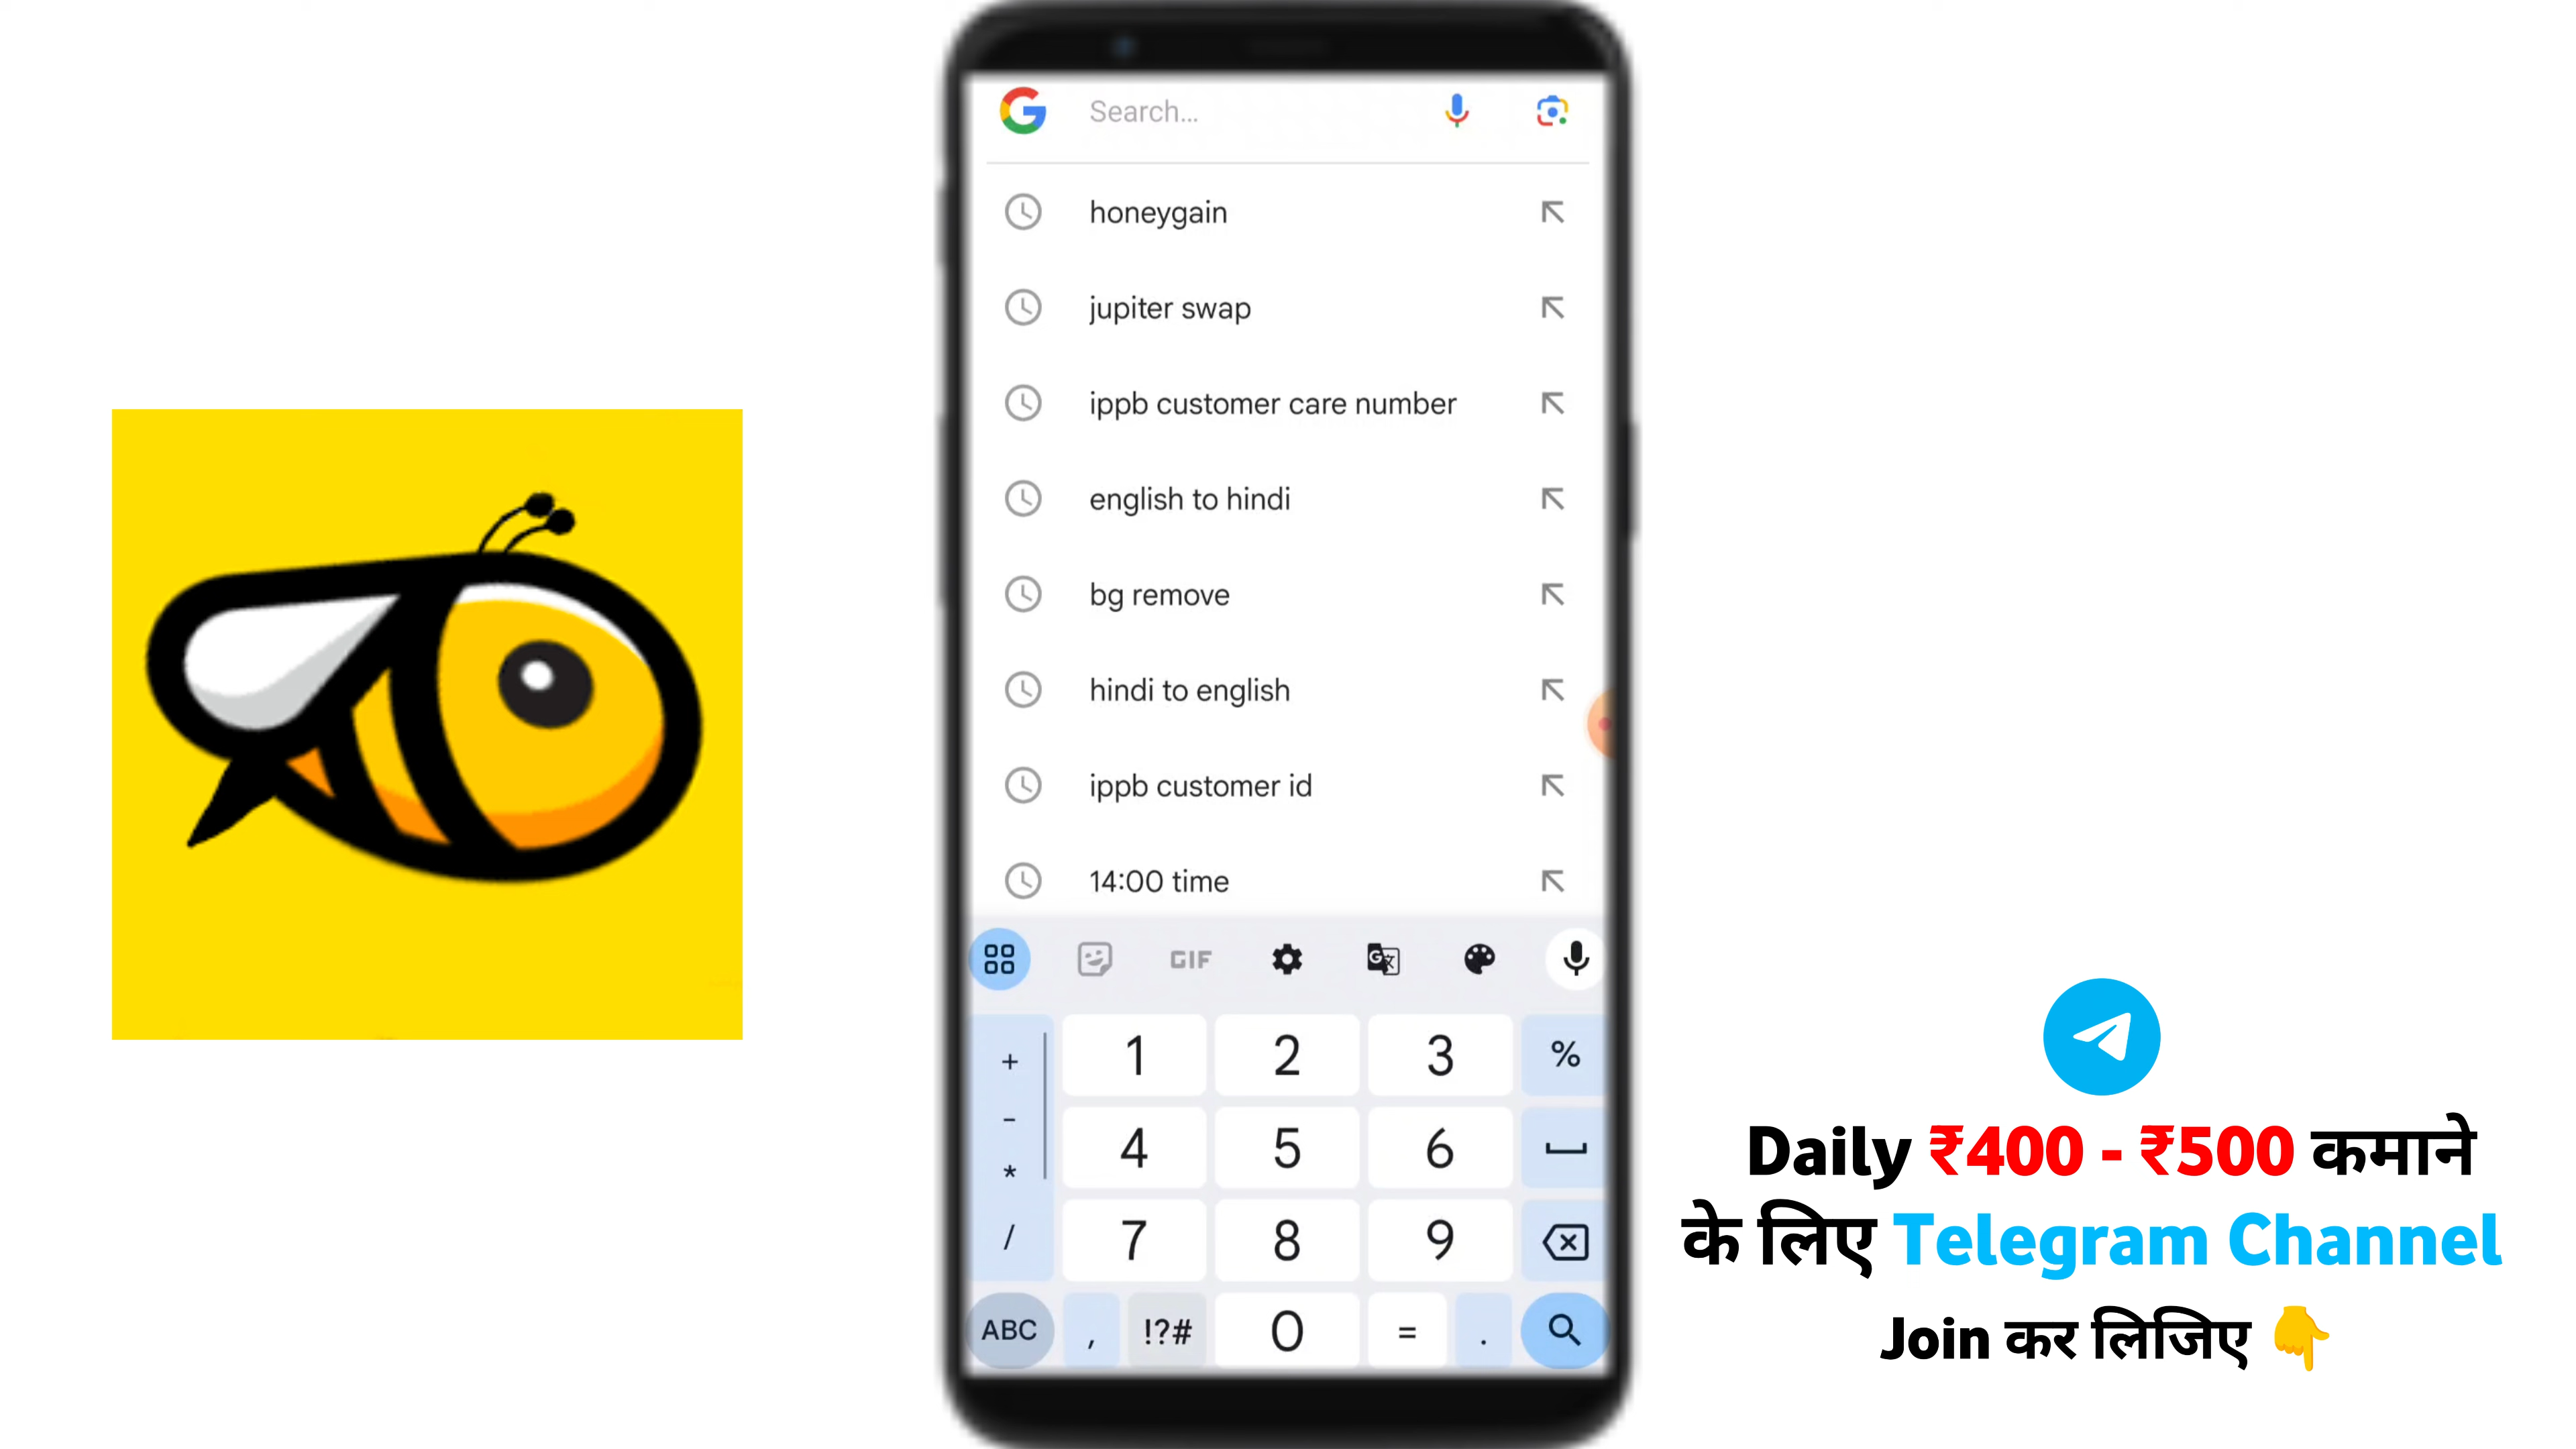 Search...
honeygain
jupiter swap
ippb customer care number
english to hindi
bg remove
hindi to english
ippb customer id
14:00 time
GIF
+ 1 2 3 %
- 4 5 6
*
/ 7 8 9
ABC , !?# 0 = .
Daily ₹400 - ₹500 कमाने
के लिए Telegram Channel
Join कर लिजिए 👇